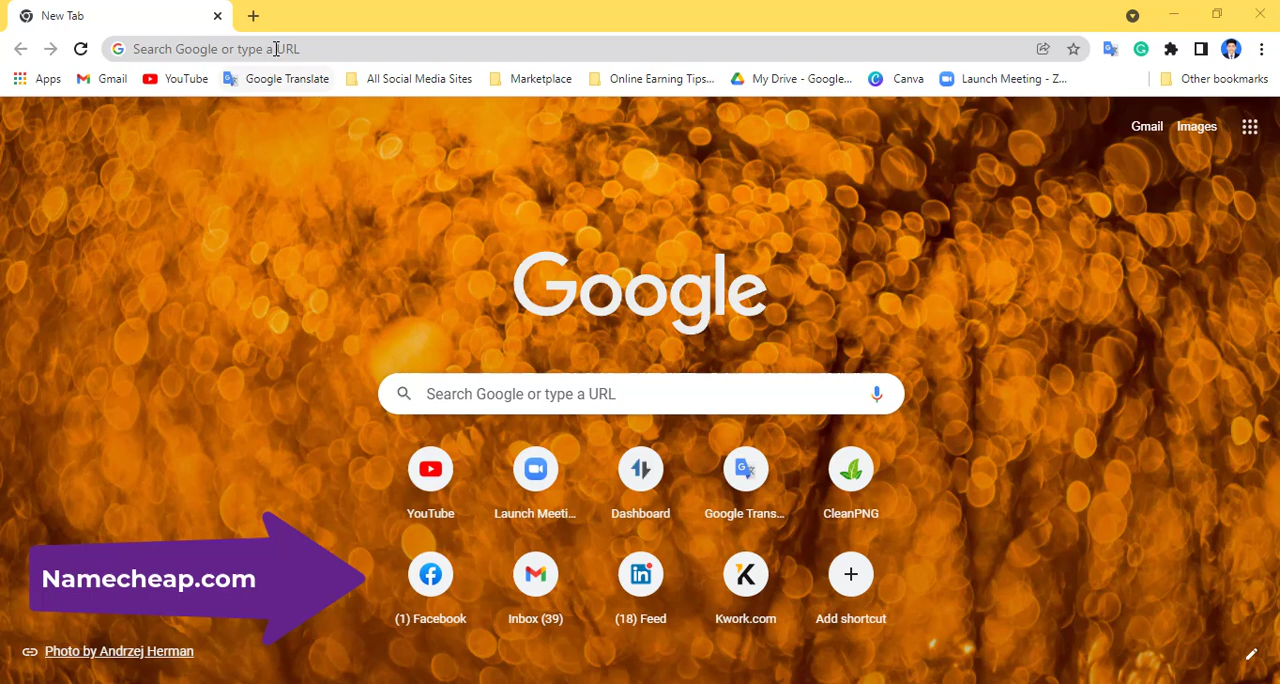 New Tab
Search Google or type a URL
Apps Gmail YouTube Google Translate All Social Media Sites Marketplace Online Earning Tips... My Drive - Google... Canva Launch Meeting - Z... Other bookmarks
Gmail Images
Google
Search Google or type a URL
YouTube Launch Meeti... Dashboard Google Trans... CleanPNG
Namecheap.com
(1) Facebook Inbox (39) (18) Feed Kwork.com Add shortcut
Photo by Andrzej Herman